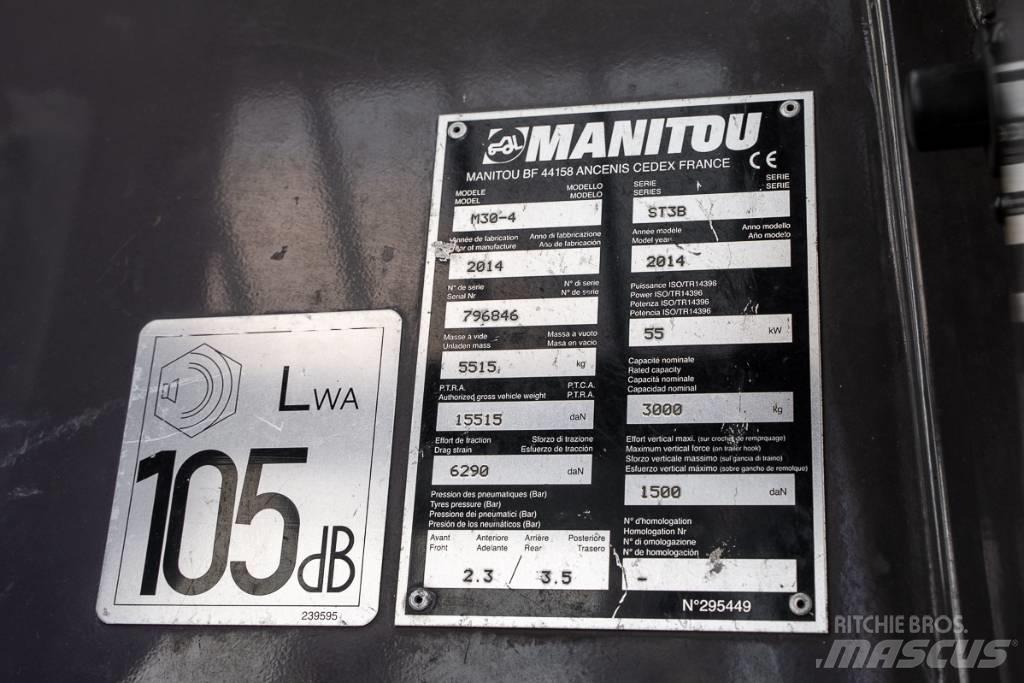 LWA
105 dB
239595
MANITOU
MANITOU BF 44158 ANCENIS CEDEX FRANCE CE
MODELE MODELLO
MODEL MODELO
M30-4
SERIE SERIE
SERIES SERIE
ST3B
Année de fabrication Anno di fabbricazione
Year of manufacture Año de fabricación
2014
Année modèle Anno modello
Model year Año modelo
2014
N° de serie N° di serie
Serial Nr N° de serie
796846
Puissance ISO/TR14396
Power ISO/TR14396
Potenza ISO/TR14396
Potencia ISO/TR14396
55 kW
Masse a vide Massa a vuoto
Unladen mass Masa en vacio
5515 kg
Capacité nominale
Rated capacity
Capacità nominale
Capacidad nominal
3000 Kg
P.T.R.A. P.T.C.A.
Authorized gross vehicle weight P.T.R.A.
15515 daN
Effort de traction Sforzo di trazione
Drag strain Esfuerzo de tracción
6290 daN
Effort vertical maxi. (sur crochet de remorquage)
Maximum vertical force (on trailer hook)
Sforzo verticale massimo (sul gancio di traino)
Esfuerzo vertical máximo (sobre gancho de remolque)
1500 daN
Pression des pneumatiques (Bar)
Tyres pressure (Bar)
Pressione dei pneumatici (Bar)
Presión de los neumáticos (Bar)
Avant Anteriore Arrière Posteriore
Front Adelante Rear Trasero
2.3 / 3.5
N° d'homologation
Homologation Nr
N° di omologazione
N° de homologación
-
N°295449
RITCHIE BROS.
MASCUS